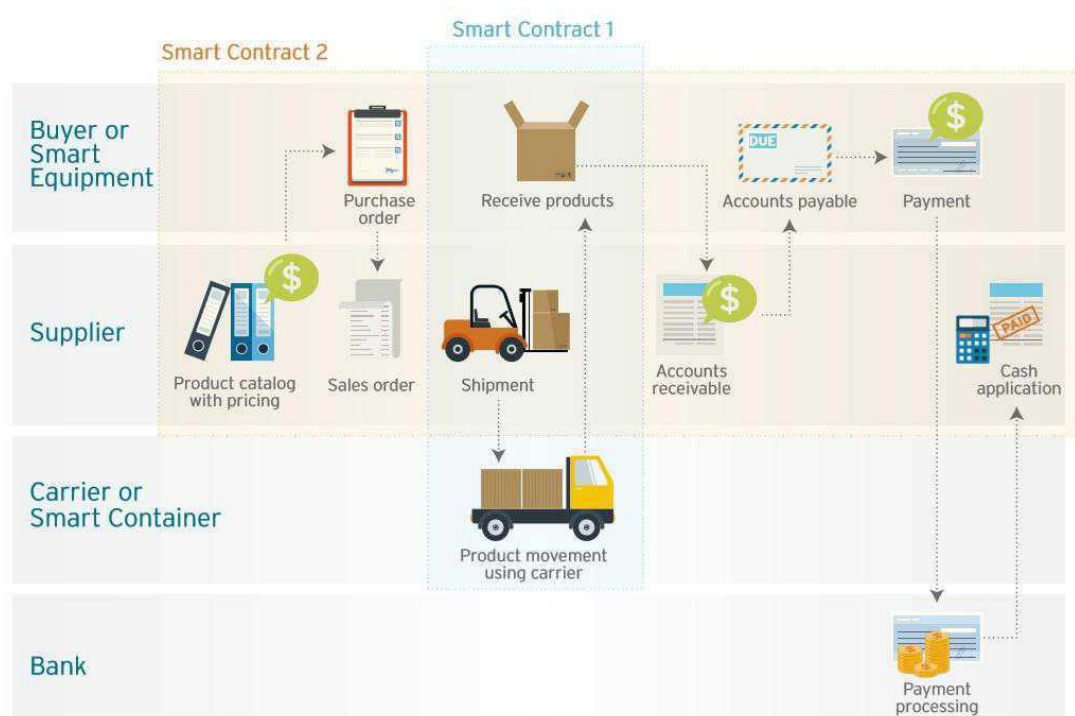 Smart Contract 1
Smart Contract 2
Buyer or
Smart
Equipment
Purchase
order
Receive products
DUE
Accounts payable
$
Payment
Supplier
$
Product catalog
with pricing
Sales order
Shipment
$
Accounts
receivable
PAID
Cash
application
Carrier or
Smart Container
Product movement
using carrier
Bank
Payment
processing